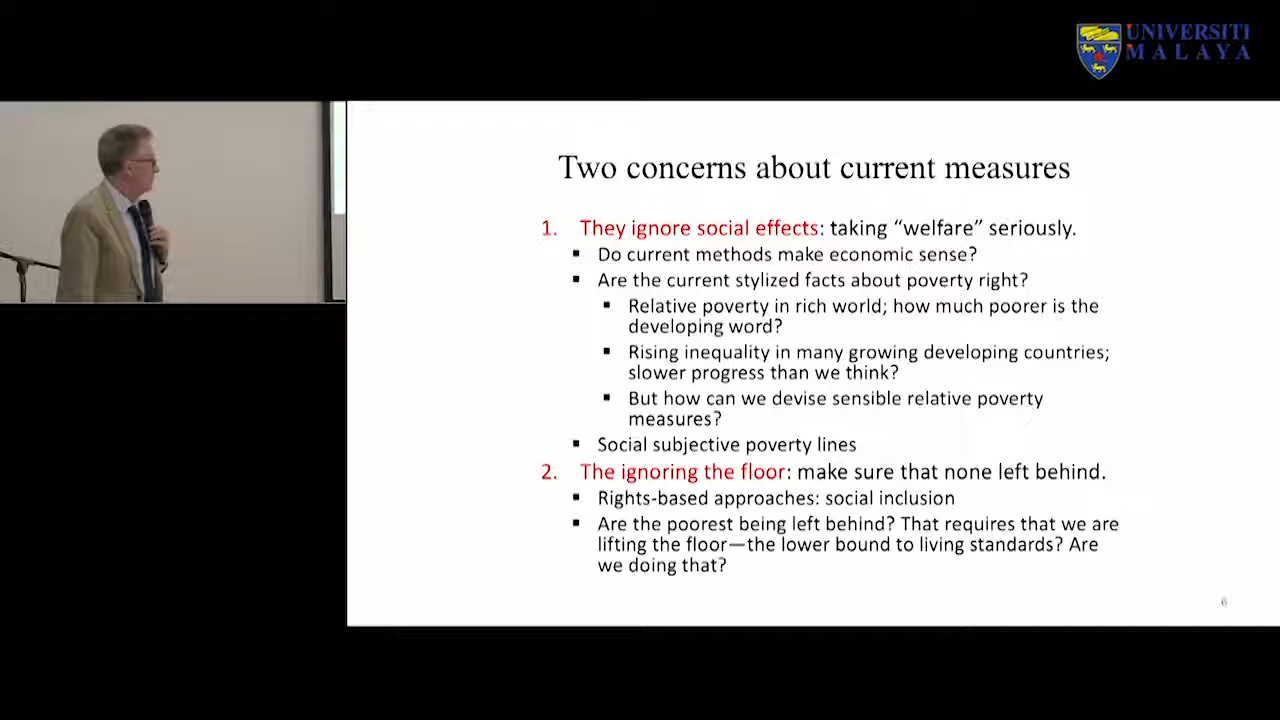 UNIVERSITI
MALAYA
Two concerns about current measures
1. They ignore social effects: taking “welfare” seriously.
▪ Do current methods make economic sense?
▪ Are the current stylized facts about poverty right?
▪ Relative poverty in rich world; how much poorer is the
developing word?
▪ Rising inequality in many growing developing countries;
slower progress than we think?
▪ But how can we devise sensible relative poverty
measures?
▪ Social subjective poverty lines
2. The ignoring the floor: make sure that none left behind.
▪ Rights-based approaches: social inclusion
▪ Are the poorest being left behind? That requires that we are
lifting the floor—the lower bound to living standards? Are
we doing that?
6